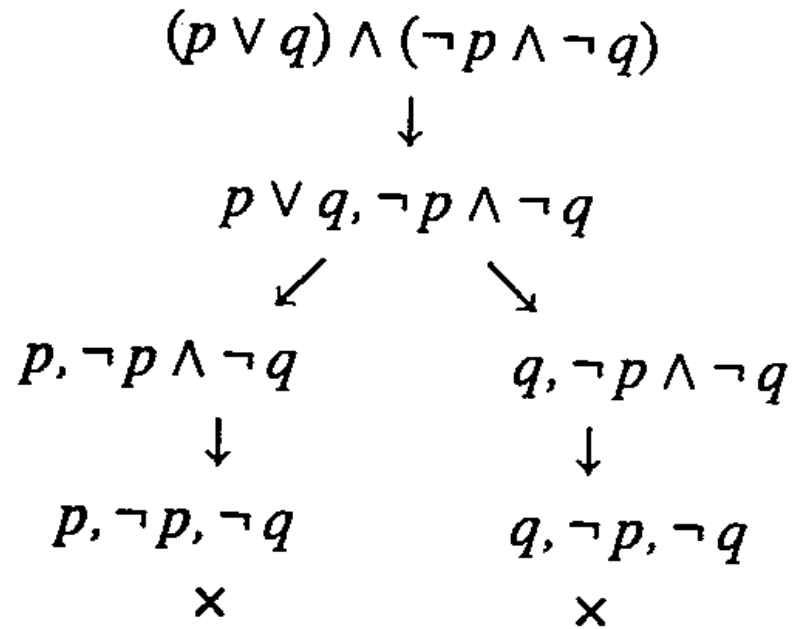 (p ∨ q) ∧ (¬ p ∧ ¬ q)
↓
p ∨ q, ¬ p ∧ ¬ q
↙ ↘
p, ¬ p ∧ ¬ q q, ¬ p ∧ ¬ q
↓ ↓
p, ¬ p, ¬ q q, ¬ p, ¬ q
× ×